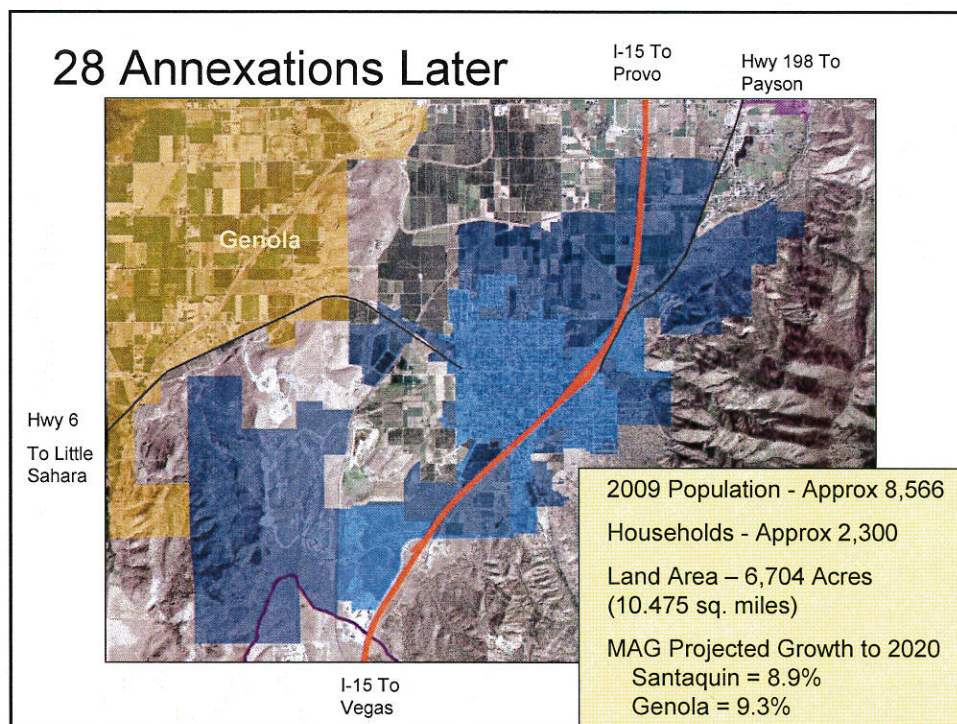 28 Annexations Later
I-15 To
Provo
Hwy 198 To
Payson
Genola
Hwy 6
To Little
Sahara
I-15 To
Vegas
2009 Population - Approx 8,566
Households - Approx 2,300
Land Area – 6,704 Acres
(10.475 sq. miles)
MAG Projected Growth to 2020
Santaquin = 8.9%
Genola = 9.3%